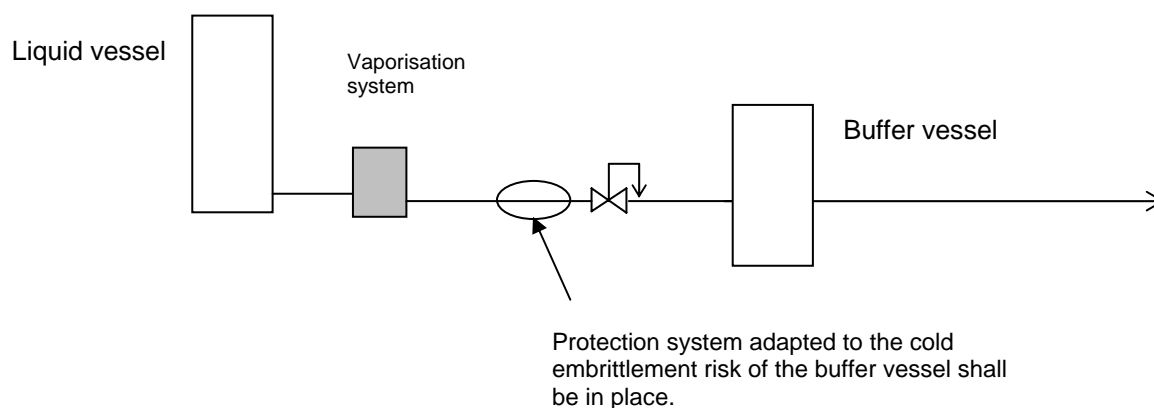 Liquid vessel
Vaporisation
system
Buffer vessel
Protection system adapted to the cold
embrittlement risk of the buffer vessel shall
be in place.